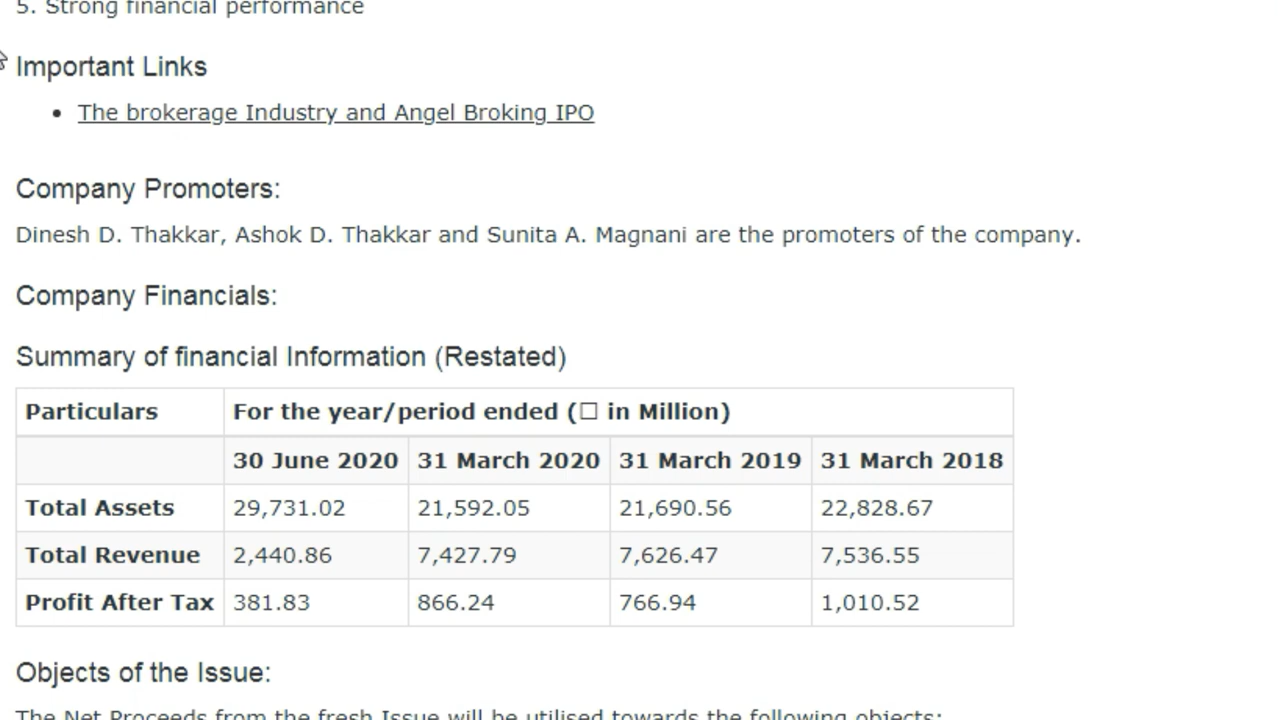 5. Strong financial performance
Important Links
• The brokerage Industry and Angel Broking IPO
Company Promoters:
Dinesh D. Thakkar, Ashok D. Thakkar and Sunita A. Magnani are the promoters of the company.
Company Financials:
Summary of financial Information (Restated)
Particulars For the year/period ended (□ in Million)
30 June 2020 31 March 2020 31 March 2019 31 March 2018
Total Assets 29,731.02 21,592.05 21,690.56 22,828.67
Total Revenue 2,440.86 7,427.79 7,626.47 7,536.55
Profit After Tax 381.83 866.24 766.94 1,010.52
Objects of the Issue:
The Net Proceeds from the fresh Issue will be utilised towards the following objects: